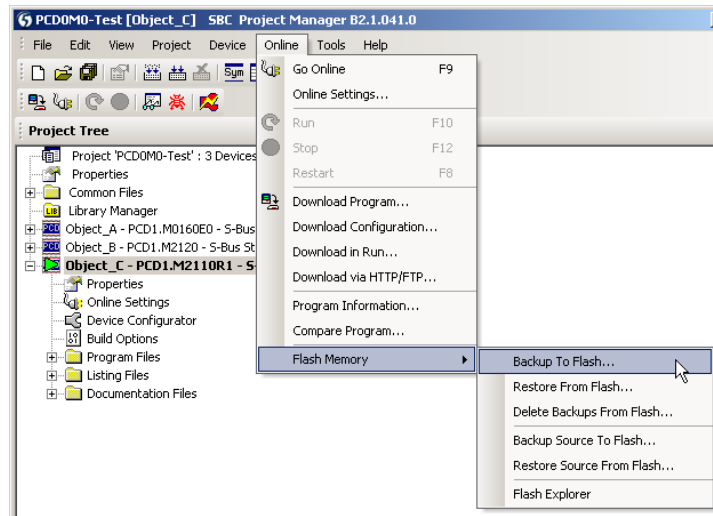 PCD0M0-Test [Object_C] SBC Project Manager B2.1.041.0
File Edit View Project Device Online Tools Help
Sym
Go Online F9
Online Settings...
Run F10
Stop F12
Restart F8
Download Program...
Download Configuration...
Download in Run...
Download via HTTP/FTP...
Program Information...
Compare Program...
Flash Memory
Backup To Flash...
Restore From Flash...
Delete Backups From Flash...
Backup Source To Flash...
Restore Source From Flash...
Flash Explorer
Project Tree
Project 'PCD0M0-Test' : 3 Devices
Properties
Common Files
LIB Library Manager
PCD Object_A - PCD1.M0160E0 - S-Bus
PCD Object_B - PCD1.M2120 - S-Bus St
Object_C - PCD1.M2110R1 - S-
Properties
Online Settings
Device Configurator
Build Options
Program Files
Listing Files
Documentation Files